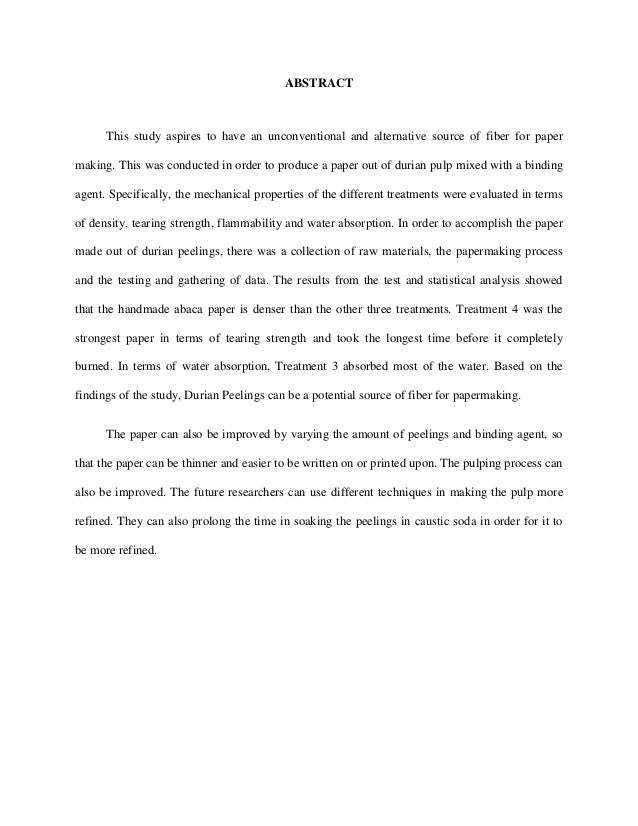 ABSTRACT
This study aspires to have an unconventional and alternative source of fiber for paper
making. This was conducted in order to produce a paper out of durian pulp mixed with a binding
agent. Specifically, the mechanical properties of the different treatments were evaluated in terms
of density, tearing strength, flammability and water absorption. In order to accomplish the paper
made out of durian peelings, there was a collection of raw materials, the papermaking process
and the testing and gathering of data. The results from the test and statistical analysis showed
that the handmade abaca paper is denser than the other three treatments. Treatment 4 was the
strongest paper in terms of tearing strength and took the longest time before it completely
burned. In terms of water absorption, Treatment 3 absorbed most of the water. Based on the
findings of the study, Durian Peelings can be a potential source of fiber for papermaking.
The paper can also be improved by varying the amount of peelings and binding agent, so
that the paper can be thinner and easier to be written on or printed upon. The pulping process can
also be improved. The future researchers can use different techniques in making the pulp more
refined. They can also prolong the time in soaking the peelings in caustic soda in order for it to
be more refined.